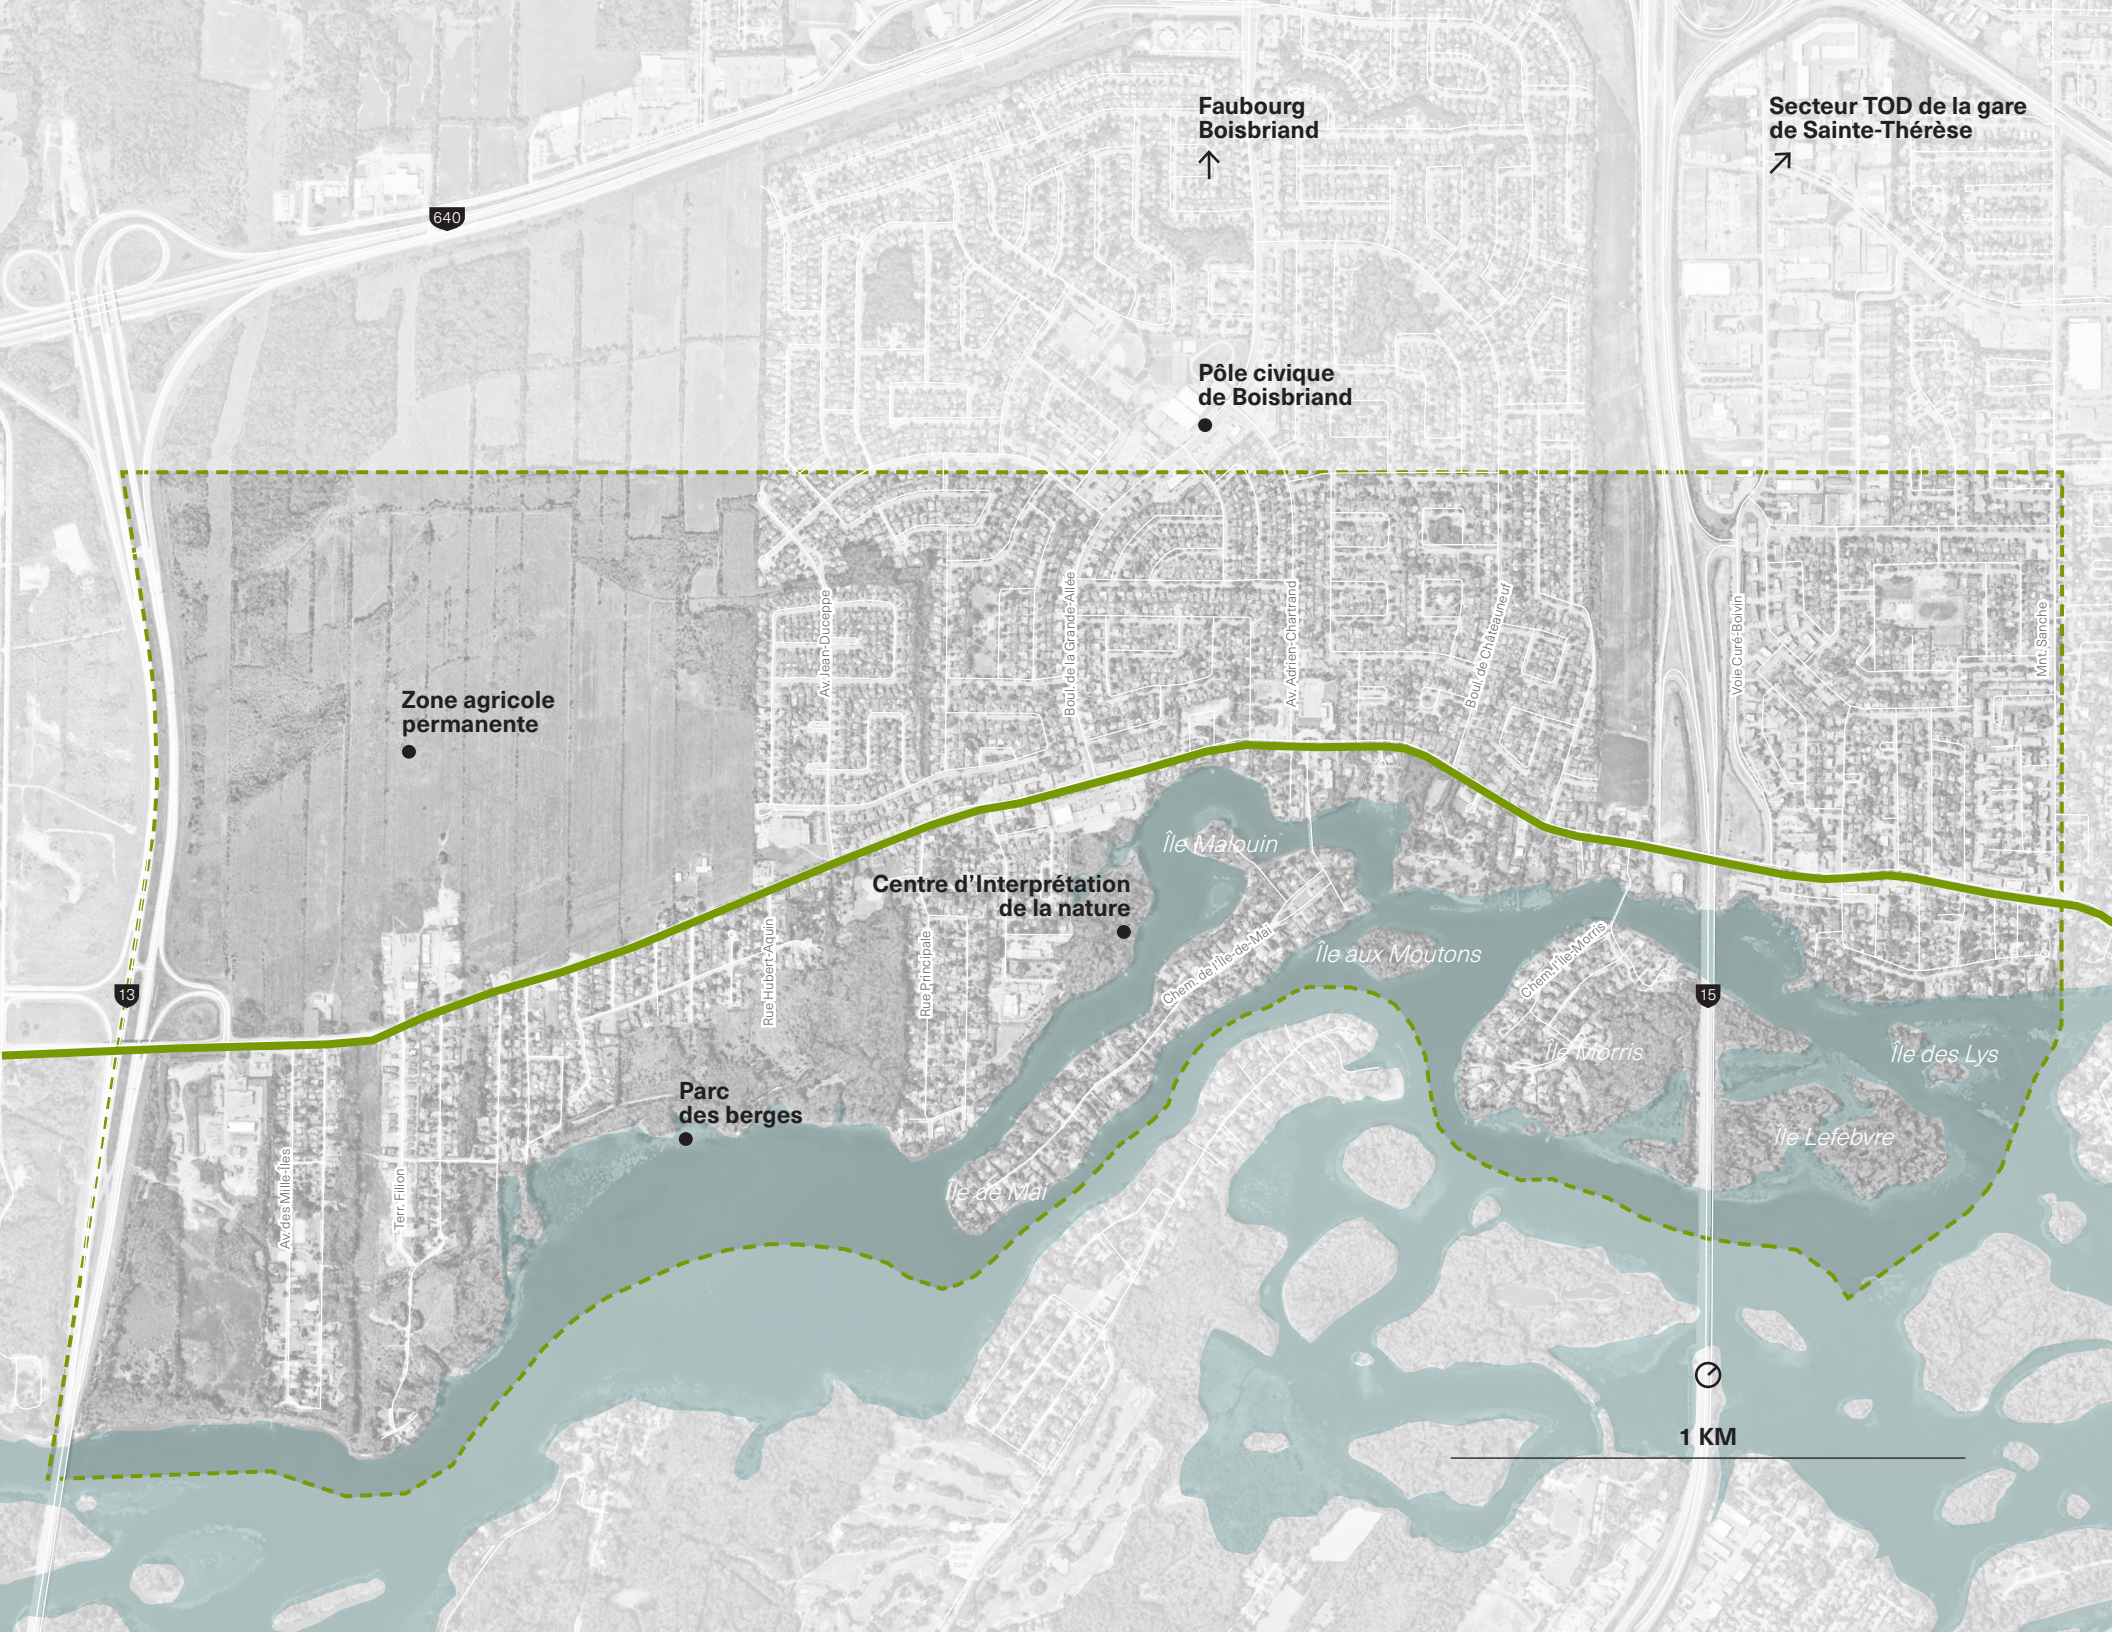 Faubourg
Boisbriand
Secteur TOD de la gare
de Sainte-Thérèse
640
Pôle civique
de Boisbriand
Av. Jean-Duceppe
Boul. de la Grande-Allée
Av. Adrien-Chartrand
Boul. de Châteauneuf
Voie Curé-Boivin
Mnt. Sanche
Zone agricole
permanente
Île Malouin
Centre d'Interprétation
de la nature
Rue Hubert-Aquin
Rue Principale
Chem. de l'Île-de-Mai
Île aux Moutons
Chem. l'Île-Morris
13
15
Île Morris
Île des Lys
Parc
des berges
Île Lefebvre
Av. des Mille-Îles
Terr. Filion
Île de Mai
1 KM